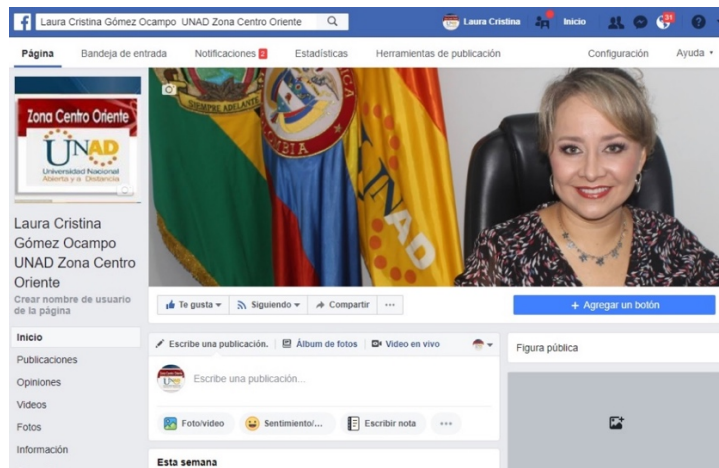 Laura Cristina Gómez Ocampo UNAD Zona Centro Oriente
Laura Cristina
Inicio
31
Página
Bandeja de entrada
Notificaciones 2
Estadísticas
Herramientas de publicación
Configuración
Ayuda
Zona Centro Oriente
UNAD
Universidad Nacional
Abierta y a Distancia
SIEMPRE ADELANTE
UNAD
Laura Cristina
Gómez Ocampo
UNAD Zona Centro
Oriente
Crear nombre de usuario
de la página
Te gusta
Siguiendo
Compartir
+ Agregar un botón
Inicio
Publicaciones
Opiniones
Videos
Fotos
Información
Escribe una publicación.
Álbum de fotos
Video en vivo
Escribe una publicación...
Foto/video
Sentimiento/...
Escribir nota
Figura pública
Esta semana